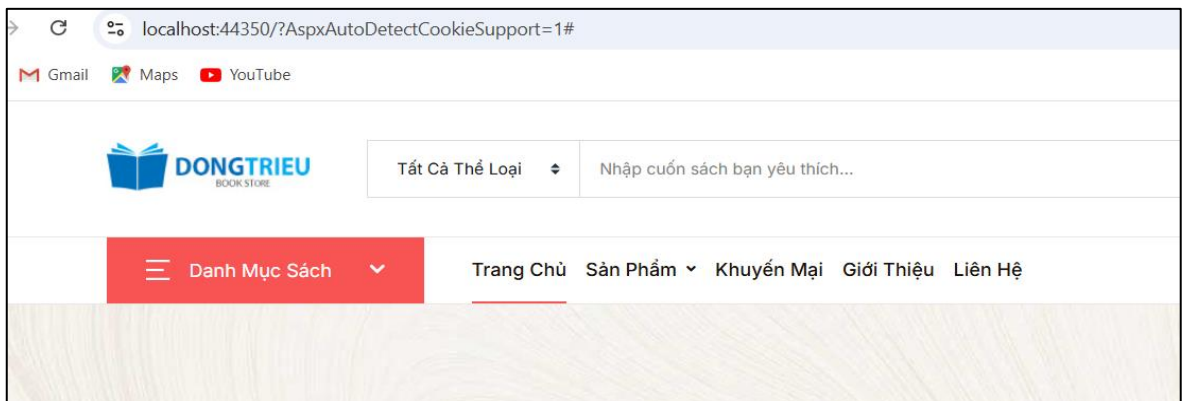 localhost:44350/?AspxAutoDetectCookieSupport=1#
Gmail Maps YouTube
DONGTRIEU
BOOK STORE
Tất Cả Thể Loại Nhập cuốn sách bạn yêu thích...
Danh Mục Sách Trang Chủ Sản Phẩm Khuyến Mại Giới Thiệu Liên Hệ